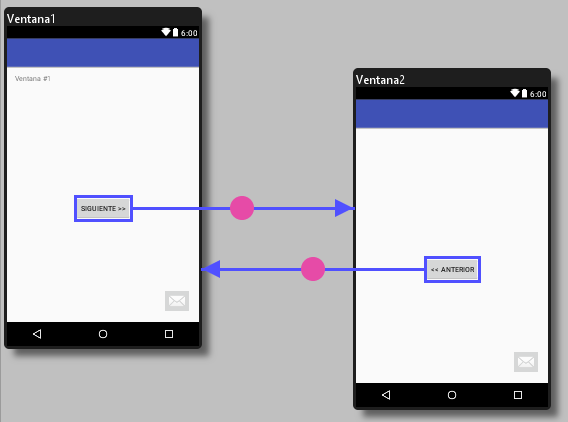 Ventana1
6:00
Ventana #1
SIGUIENTE >>
Ventana2
6:00
<< ANTERIOR